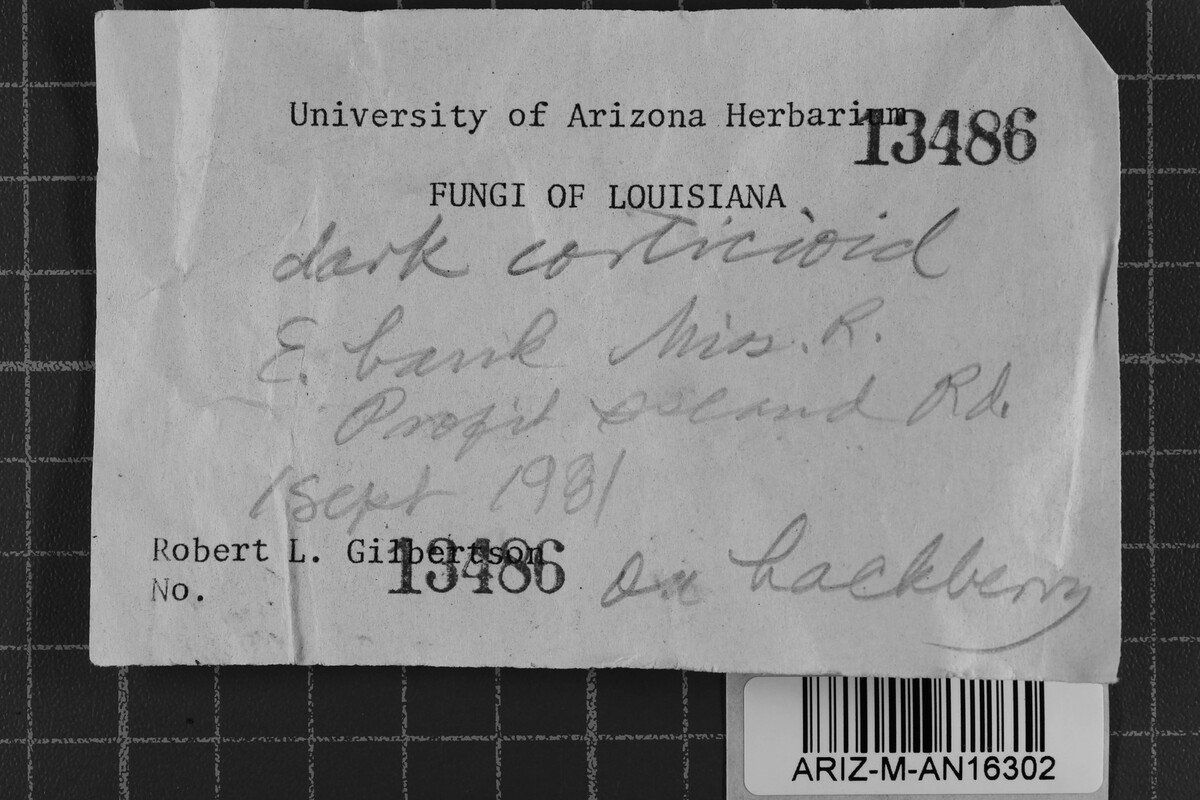 University of Arizona Herbarium 13486
FUNGI OF LOUISIANA
dark corticioid
E. bank Miss. R.
Profit Island Rd.
1 Sept 1981
Robert L. Gilbertson
No. 13486 on hackberry
ARIZ-M-AN16302